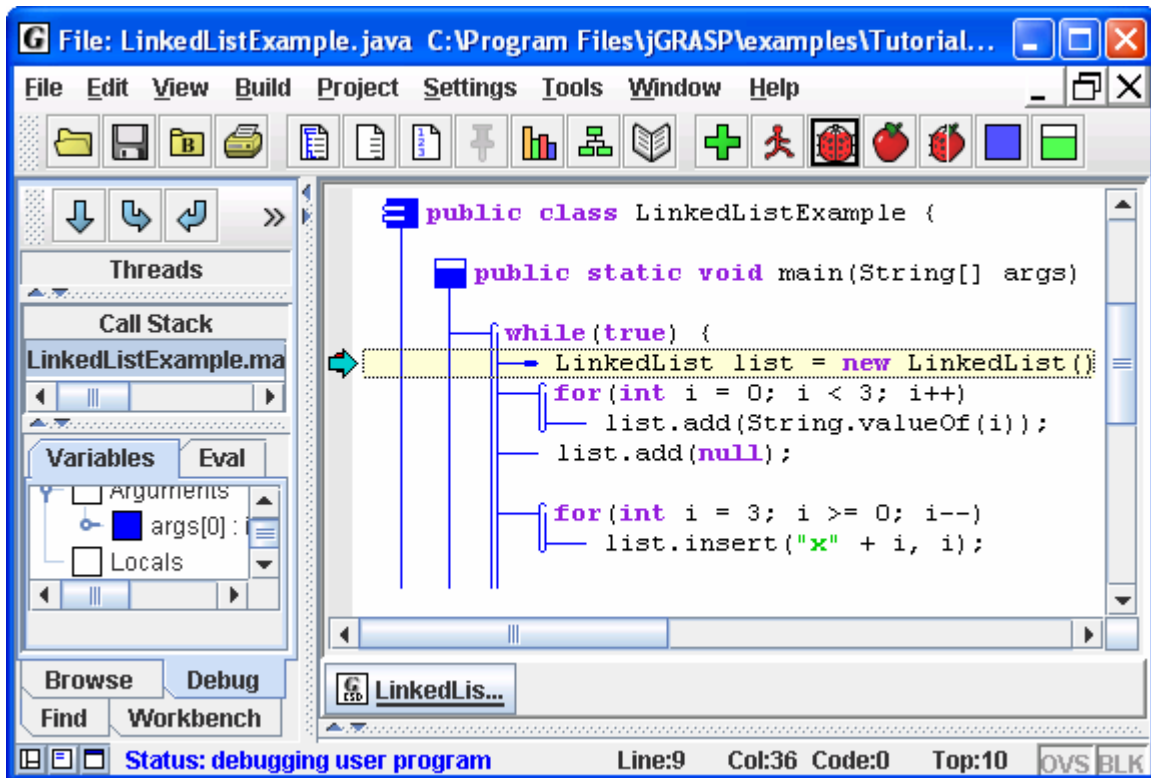 File: LinkedListExample.java C:\Program Files\jGRASP\examples\Tutorial...
File Edit View Build Project Settings Tools Window Help
Threads
Call Stack
LinkedListExample.ma
Variables Eval
Arguments
args[0] : i
Locals
Browse Debug
Find Workbench
public class LinkedListExample {
public static void main(String[] args)
while(true) {
LinkedList list = new LinkedList()
for(int i = 0; i < 3; i++)
list.add(String.valueOf(i));
list.add(null);
for(int i = 3; i >= 0; i--)
list.insert("x" + i, i);
LinkedLis...
Status: debugging user program Line:9 Col:36 Code:0 Top:10 OVS BLK